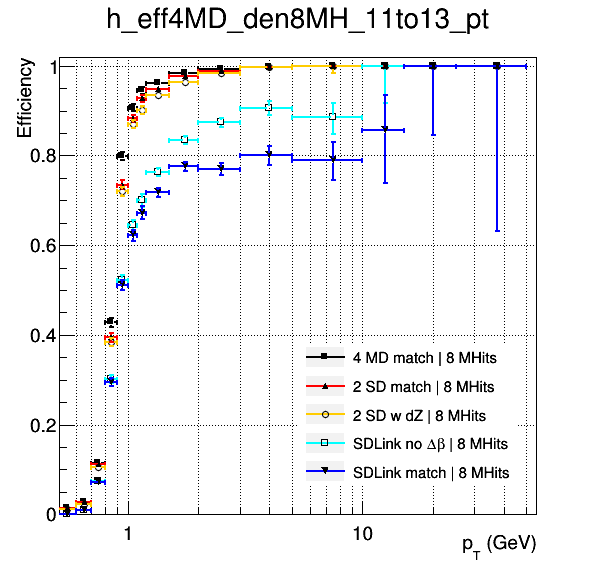 h_eff4MD_den8MH_11to13_pt
Efficiency
1
0.8
0.6
0.4
0.2
0
4 MD match | 8 MHits
2 SD match | 8 MHits
2 SD w dZ | 8 MHits
SDLink no Δβ | 8 MHits
SDLink match | 8 MHits
1
10
p_T (GeV)